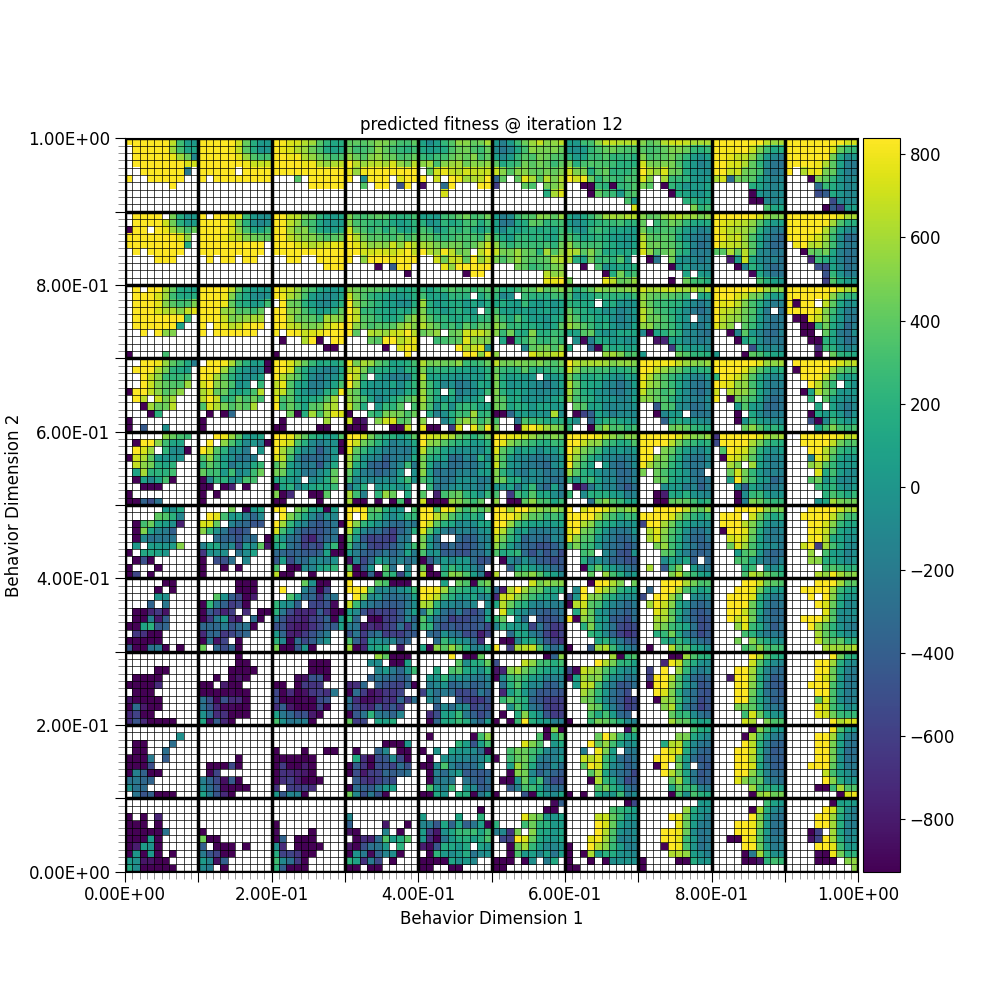 predicted fitness @ iteration 12
1.00E+00
8.00E-01
6.00E-01
4.00E-01
2.00E-01
0.00E+00
Behavior Dimension 2
0.00E+00 2.00E-01 4.00E-01 6.00E-01 8.00E-01 1.00E+00
Behavior Dimension 1
800
600
400
200
0
−200
−400
−600
−800